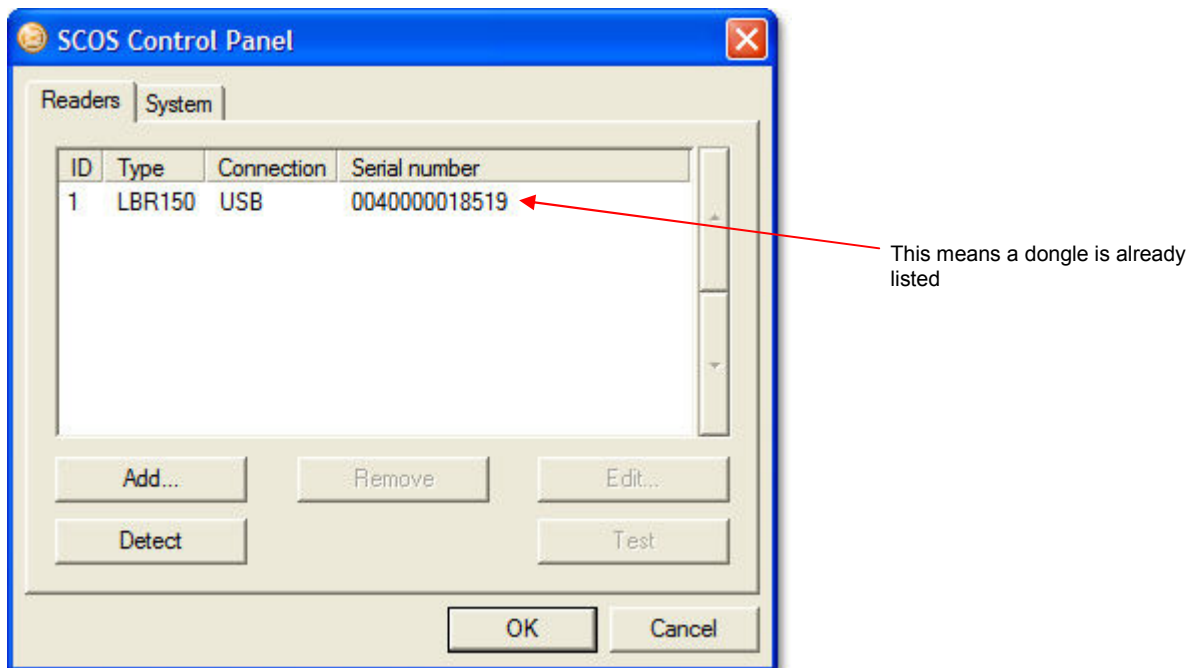 SCOS Control Panel
Readers System
ID Type Connection Serial number
1 LBR150 USB 0040000018519
This means a dongle is already
listed
Add... Remove Edit...
Detect Test
OK Cancel